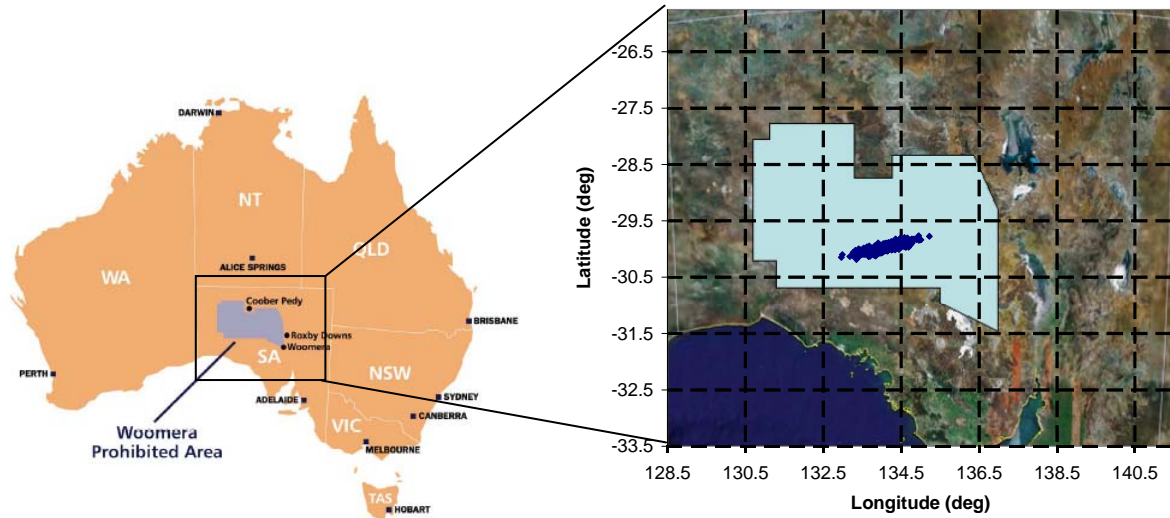 DARWIN
NT
QLD
WA
ALICE SPRINGS
Coober Pedy
BRISBANE
Roxby Downs
Woomera
SA
PERTH
NSW
ADELAIDE
SYDNEY
CANBERRA
VIC
Woomera
Prohibited Area
MELBOURNE
TAS
HOBART
Latitude (deg)
-26.5
-27.5
-28.5
-29.5
-30.5
-31.5
-32.5
-33.5
128.5 130.5 132.5 134.5 136.5 138.5 140.5
Longitude (deg)